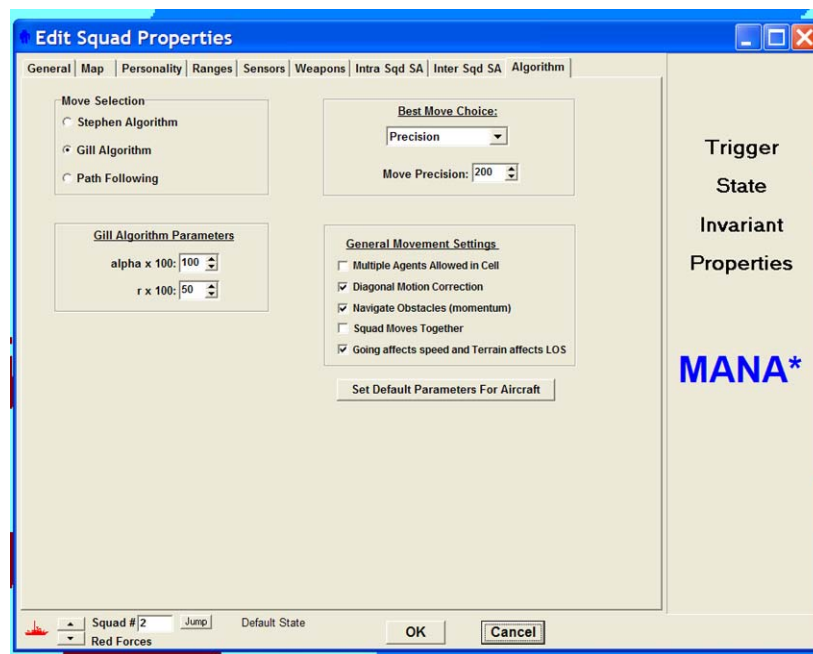 Edit Squad Properties
General Map Personality Ranges Sensors Weapons Intra Sqd SA Inter Sqd SA Algorithm
Move Selection
Stephen Algorithm
Gill Algorithm
Path Following
Best Move Choice:
Precision
Move Precision: 200
Gill Algorithm Parameters
alpha x 100: 100
r x 100: 50
General Movement Settings
Multiple Agents Allowed in Cell
Diagonal Motion Correction
Navigate Obstacles (momentum)
Squad Moves Together
Going affects speed and Terrain affects LOS
Set Default Parameters For Aircraft
Trigger
State
Invariant
Properties
MANA*
Squad # 2 Jump Default State
Red Forces
OK Cancel